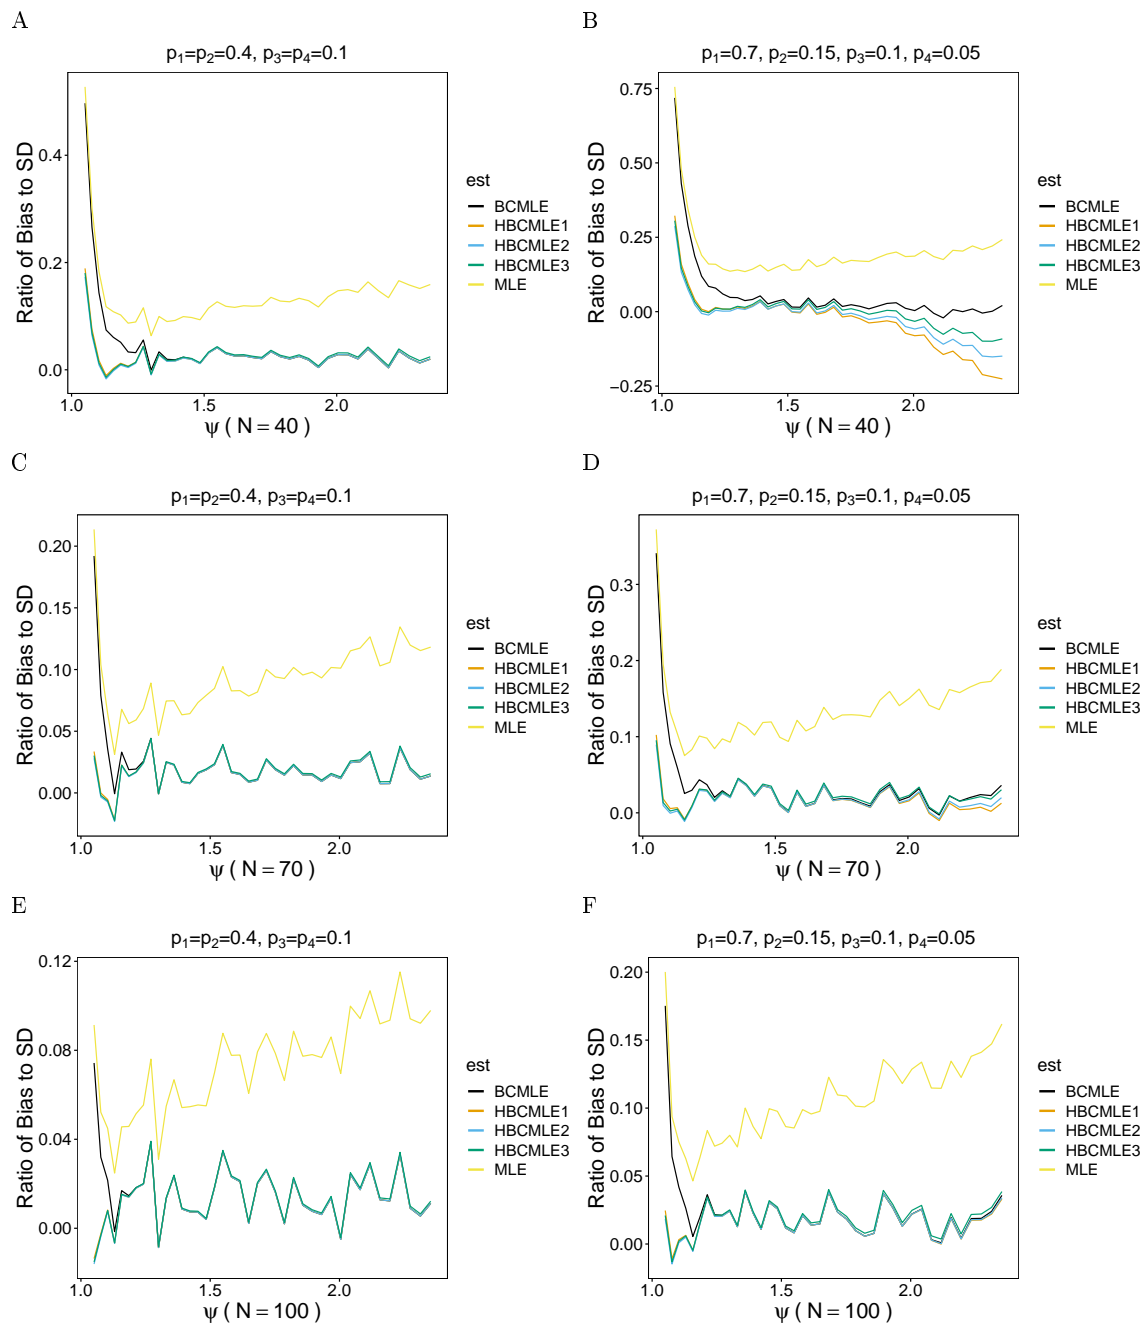 A
p₁=p₂=0.4, p₃=p₄=0.1
Ratio of Bias to SD
0.4
0.2
0.0
1.0 1.5 2.0
ψ ( N = 40 )
est
BCMLE
HBCMLE1
HBCMLE2
HBCMLE3
MLE
B
p₁=0.7, p₂=0.15, p₃=0.1, p₄=0.05
Ratio of Bias to SD
0.75
0.50
0.25
0.00
−0.25
1.0 1.5 2.0
ψ ( N = 40 )
est
BCMLE
HBCMLE1
HBCMLE2
HBCMLE3
MLE
C
p₁=p₂=0.4, p₃=p₄=0.1
Ratio of Bias to SD
0.20
0.15
0.10
0.05
0.00
1.0 1.5 2.0
ψ ( N = 70 )
est
BCMLE
HBCMLE1
HBCMLE2
HBCMLE3
MLE
D
p₁=0.7, p₂=0.15, p₃=0.1, p₄=0.05
Ratio of Bias to SD
0.3
0.2
0.1
0.0
1.0 1.5 2.0
ψ ( N = 70 )
est
BCMLE
HBCMLE1
HBCMLE2
HBCMLE3
MLE
E
p₁=p₂=0.4, p₃=p₄=0.1
Ratio of Bias to SD
0.12
0.08
0.04
0.00
1.0 1.5 2.0
ψ ( N = 100 )
est
BCMLE
HBCMLE1
HBCMLE2
HBCMLE3
MLE
F
p₁=0.7, p₂=0.15, p₃=0.1, p₄=0.05
Ratio of Bias to SD
0.20
0.15
0.10
0.05
0.00
1.0 1.5 2.0
ψ ( N = 100 )
est
BCMLE
HBCMLE1
HBCMLE2
HBCMLE3
MLE